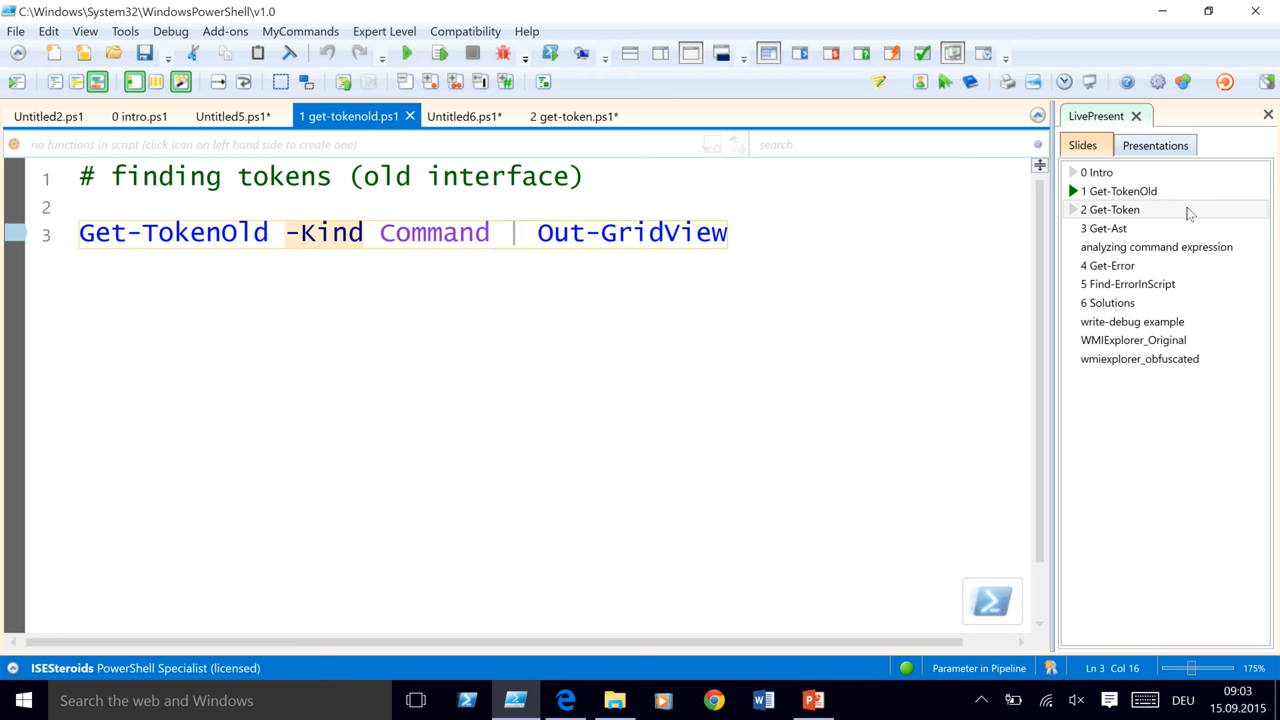 C:\Windows\System32\WindowsPowerShell\v1.0
File Edit View Tools Debug Add-ons MyCommands Expert Level Compatibility Help
Untitled2.ps1 0 intro.ps1 Untitled5.ps1* 1 get-tokenold.ps1 Untitled6.ps1* 2 get-token.ps1*
no functions in script (click icon on left hand side to create one) search
1 # finding tokens (old interface)
2
3 Get-TokenOld -Kind Command | Out-GridView
LivePresent
Slides Presentations
0 Intro
1 Get-TokenOld
2 Get-Token
3 Get-Ast
analyzing command expression
4 Get-Error
5 Find-ErrorInScript
6 Solutions
write-debug example
WMIExplorer_Original
wmiexplorer_obfuscated
ISESteroids PowerShell Specialist (licensed) Parameter in Pipeline Ln 3 Col 16 175%
Search the web and Windows DEU 09:03
15.09.2015